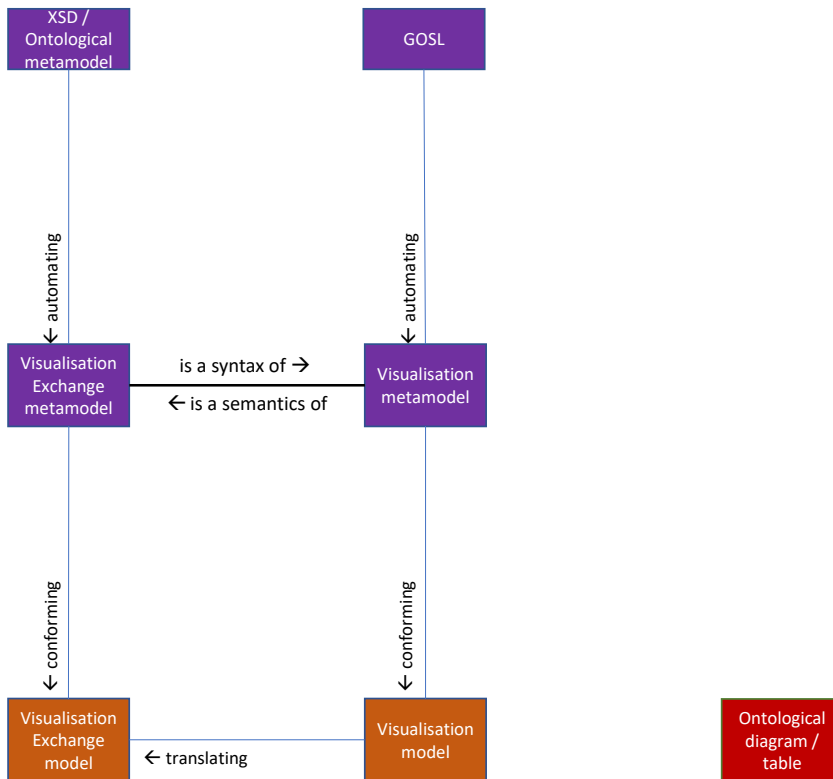 XSD /
Ontological
metamodel
GOSL
← automating
← automating
Visualisation
Exchange
metamodel
is a syntax of →
← is a semantics of
Visualisation
metamodel
← conforming
← conforming
Visualisation
Exchange
model
← translating
Visualisation
model
Ontological
diagram /
table